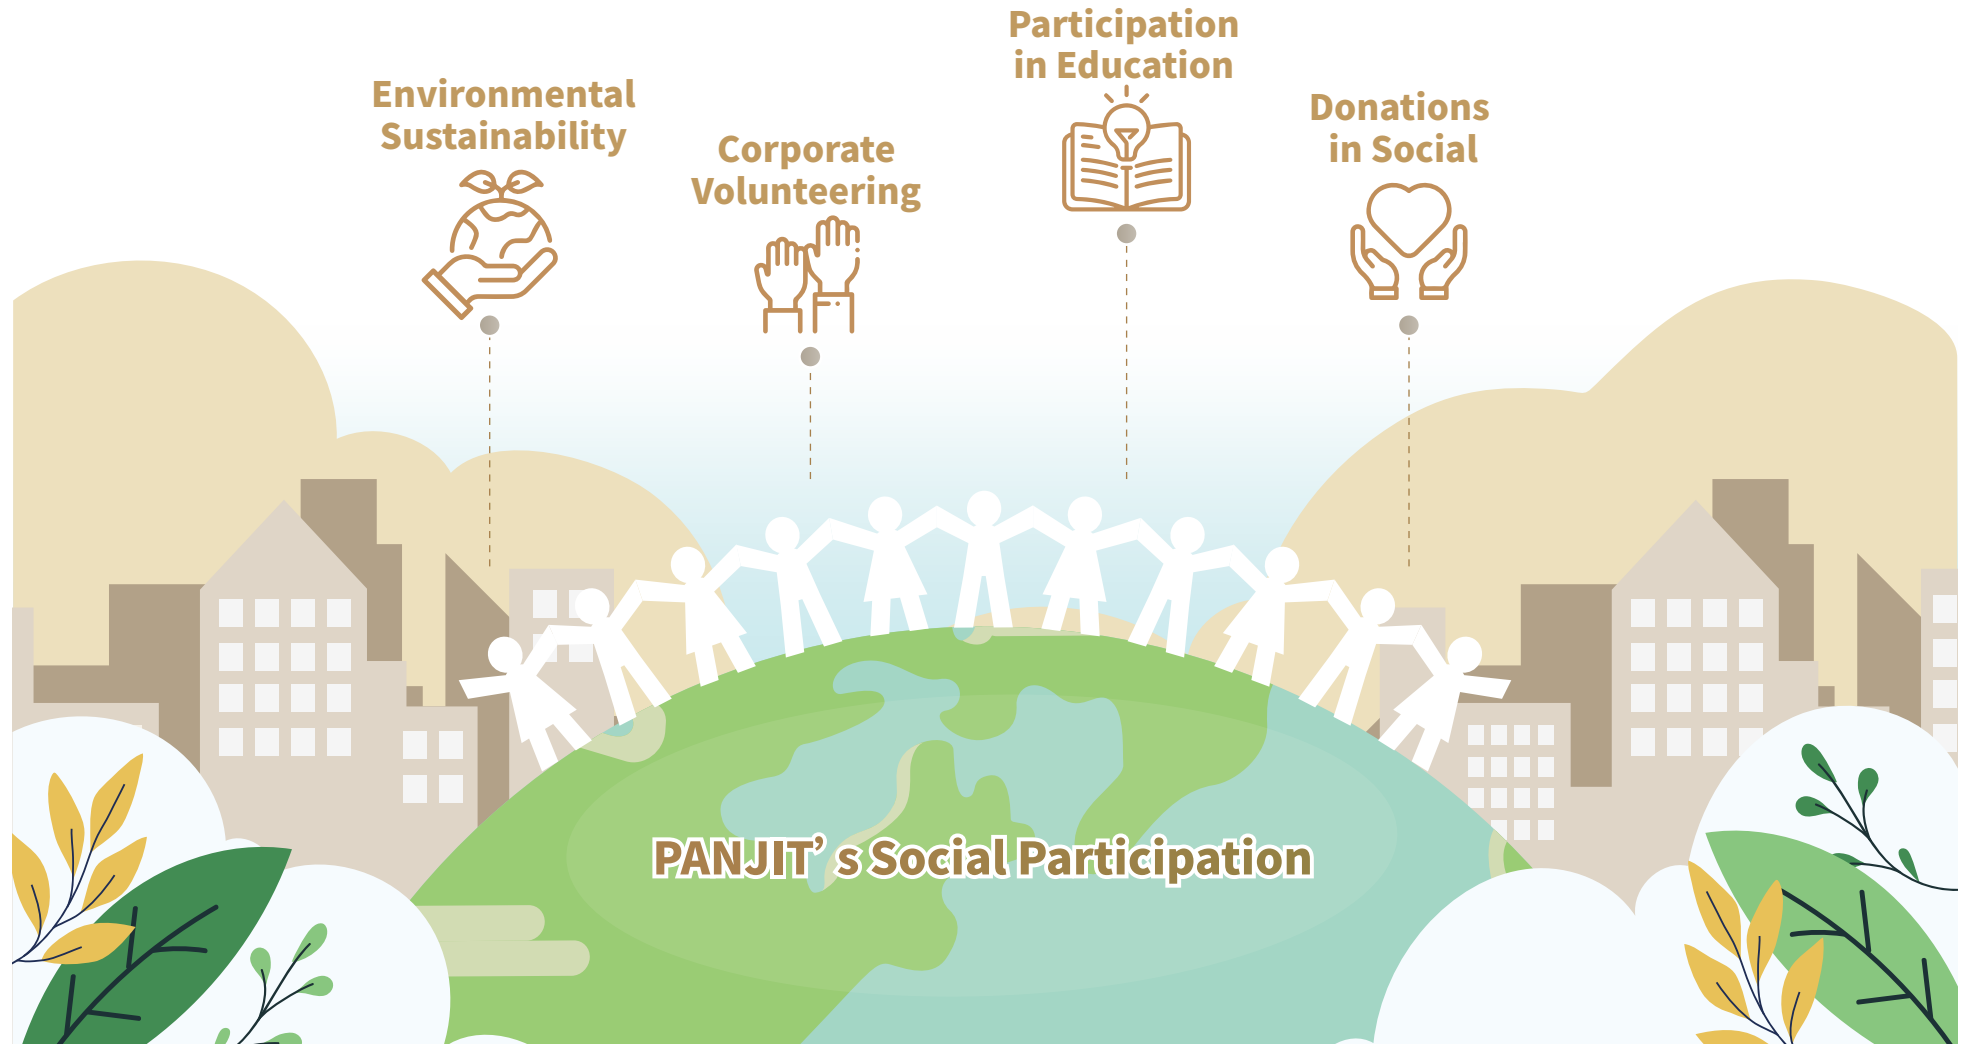 Environmental
Sustainability
Corporate
Volunteering
Participation
in Education
Donations
in Social
PANJIT’ s Social Participation